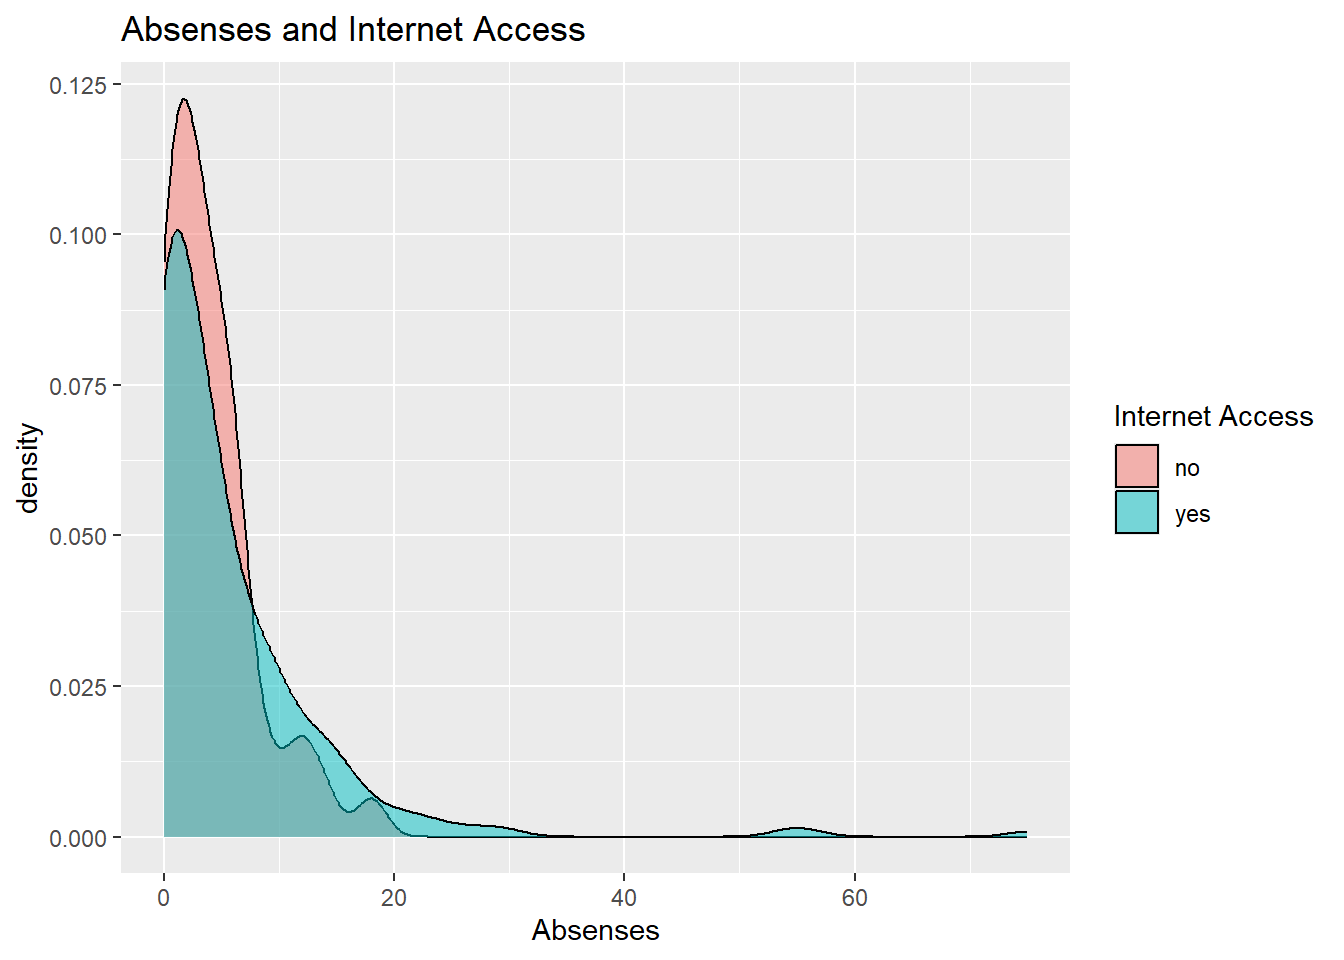 Absenses and Internet Access
0.125
0.100
0.075
0.050
0.025
0.000
density
0 20 40 60
Absenses
Internet Access
no
yes